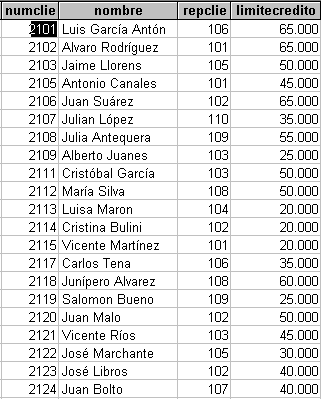 numclie nombre repclie limitecredito
2101 Luis García Antón 106 65.000
2102 Alvaro Rodríguez 101 65.000
2103 Jaime Llorens 105 50.000
2105 Antonio Canales 101 45.000
2106 Juan Suárez 102 65.000
2107 Julian López 110 35.000
2108 Julia Antequera 109 55.000
2109 Alberto Juanes 103 25.000
2111 Cristóbal García 103 50.000
2112 María Silva 108 50.000
2113 Luisa Maron 104 20.000
2114 Cristina Bulini 102 20.000
2115 Vicente Martínez 101 20.000
2117 Carlos Tena 106 35.000
2118 Junípero Alvarez 108 60.000
2119 Salomon Bueno 109 25.000
2120 Juan Malo 102 50.000
2121 Vicente Ríos 103 45.000
2122 José Marchante 105 30.000
2123 José Libros 102 40.000
2124 Juan Bolto 107 40.000